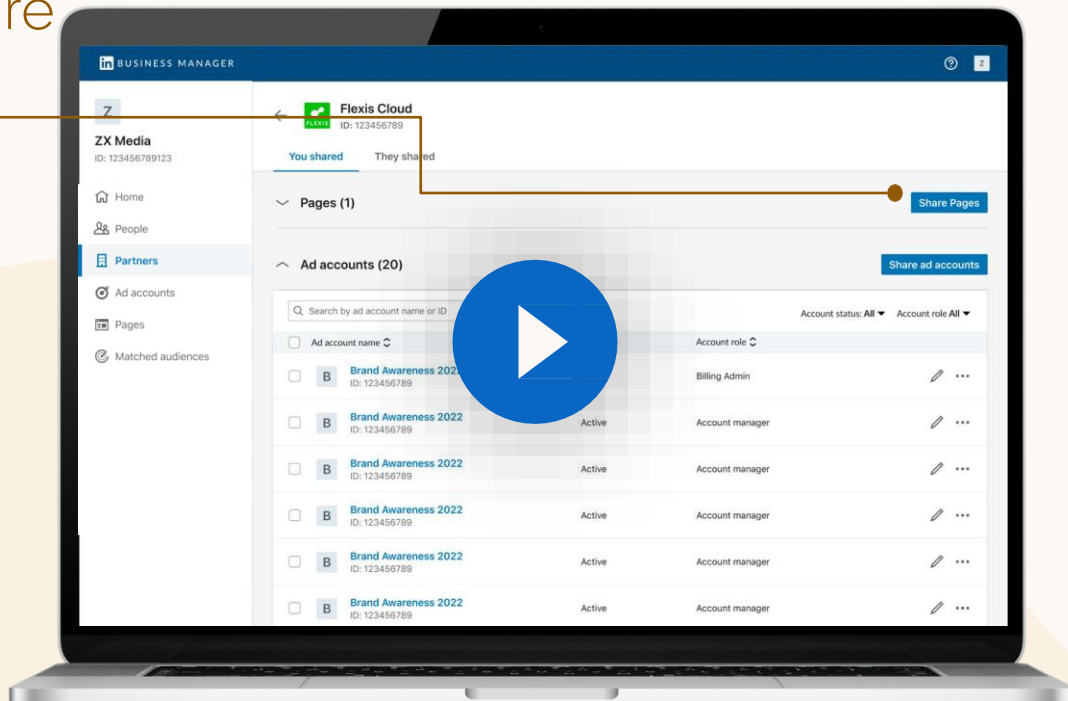 re
in BUSINESS MANAGER
Z
Z
ZX Media
ID: 123456789123
Home
People
Partners
Ad accounts
Pages
Matched audiences
FLEXIS
Flexis Cloud
ID: 123456789
You shared They shared
Pages (1)
Share Pages
Ad accounts (20)
Share ad accounts
Search by ad account name or ID
Account status: All Account role All
Ad account name Account role
B Brand Awareness 202 Billing Admin
ID: 123456789
B Brand Awareness 2022 Active Account manager
ID: 123456789
B Brand Awareness 2022 Active Account manager
ID: 123456789
B Brand Awareness 2022 Active Account manager
ID: 123456789
B Brand Awareness 2022 Active Account manager
ID: 123456789
B Brand Awareness 2022 Active Account manager
ID: 123456789